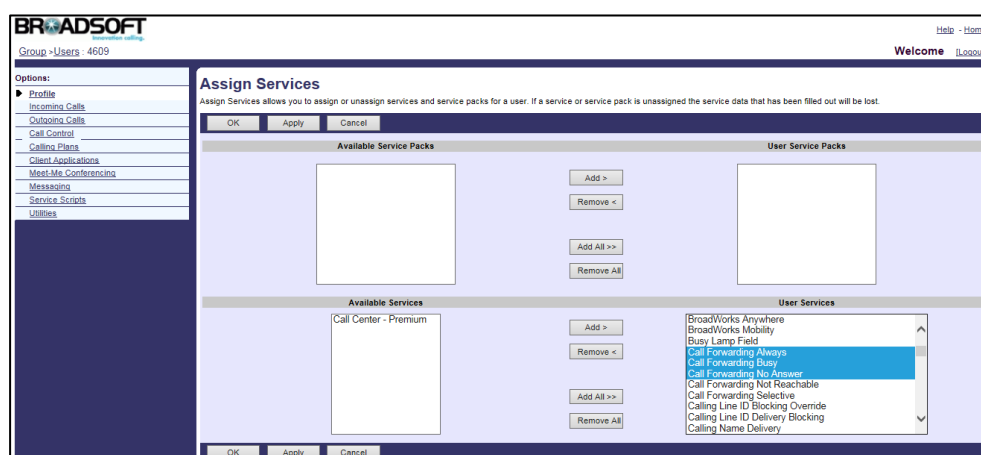 BROADSOFT
innovation calling.
Help - Hom
Group >Users : 4609
Welcome [Logou
Options:
Profile
Incoming Calls
Outgoing Calls
Call Control
Calling Plans
Client Applications
Meet-Me Conferencing
Messaging
Service Scripts
Utilities
Assign Services
Assign Services allows you to assign or unassign services and service packs for a user. If a service or service pack is unassigned the service data that has been filled out will be lost.
OK Apply Cancel
Available Service Packs User Service Packs
Add >
Remove <
Add All >>
Remove All
Available Services User Services
Call Center - Premium
Add >
Remove <
Add All >>
Remove All
BroadWorks Anywhere
BroadWorks Mobility
Busy Lamp Field
Call Forwarding Always
Call Forwarding Busy
Call Forwarding No Answer
Call Forwarding Not Reachable
Call Forwarding Selective
Calling Line ID Blocking Override
Calling Line ID Delivery Blocking
Calling Name Delivery
OK Apply Cancel